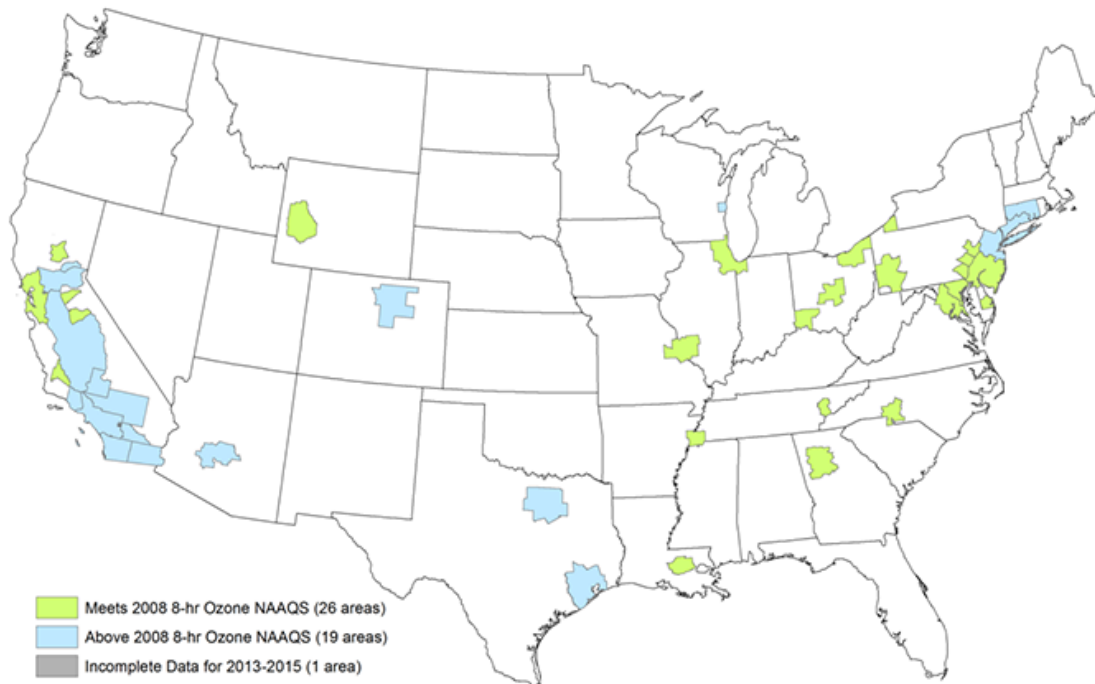 Meets 2008 8-hr Ozone NAAQS (26 areas)
Above 2008 8-hr Ozone NAAQS (19 areas)
Incomplete Data for 2013-2015 (1 area)